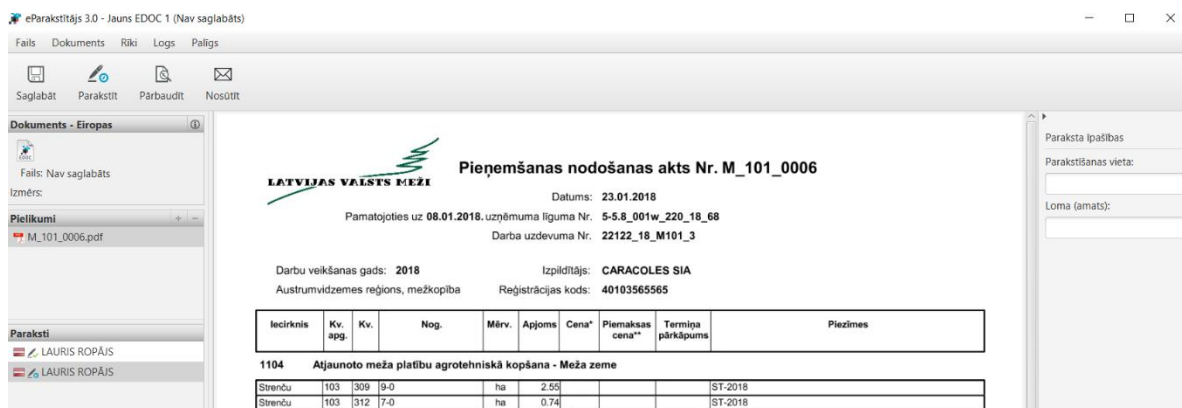 eParakstītājs 3.0 - Jauns EDOC 1 (Nav saglabāts)
Fails Dokuments Rīki Logs Palīgs
Saglabāt Parakstīt Pārbaudīt Nosūtīt
Dokuments - Eiropas
EDOC
Fails: Nav saglabāts
Izmērs:
Pielikumi
M_101_0006.pdf
Paraksti
LAURIS ROPĀJS
LAURIS ROPĀJS
LATVIJAS VALSTS MEŽI
Pieņemšanas nodošanas akts Nr. M_101_0006
Datums: 23.01.2018
Pamatojoties uz 08.01.2018. uzņēmuma līguma Nr. 5-5.8_001w_220_18_68
Darba uzdevuma Nr. 22122_18_M101_3
Darbu veikšanas gads: 2018 Izpildītājs: CARACOLES SIA
Austrumvidzemes reģions, mežkopība Reģistrācijas kods: 40103565565
Iecirknis Kv. apg. Kv. Nog. Mērv. Apjoms Cena* Piemaksas cena** Termiņa pārkāpums Piezīmes
1104 Atjaunoto meža platību agrotehniskā kopšana - Meža zeme
Strenču 103 309 9-0 ha 2.55 ST-2018
Strenču 103 312 7-0 ha 0.74 ST-2018
Paraksta īpašības
Parakstīšanas vieta:
Loma (amats):